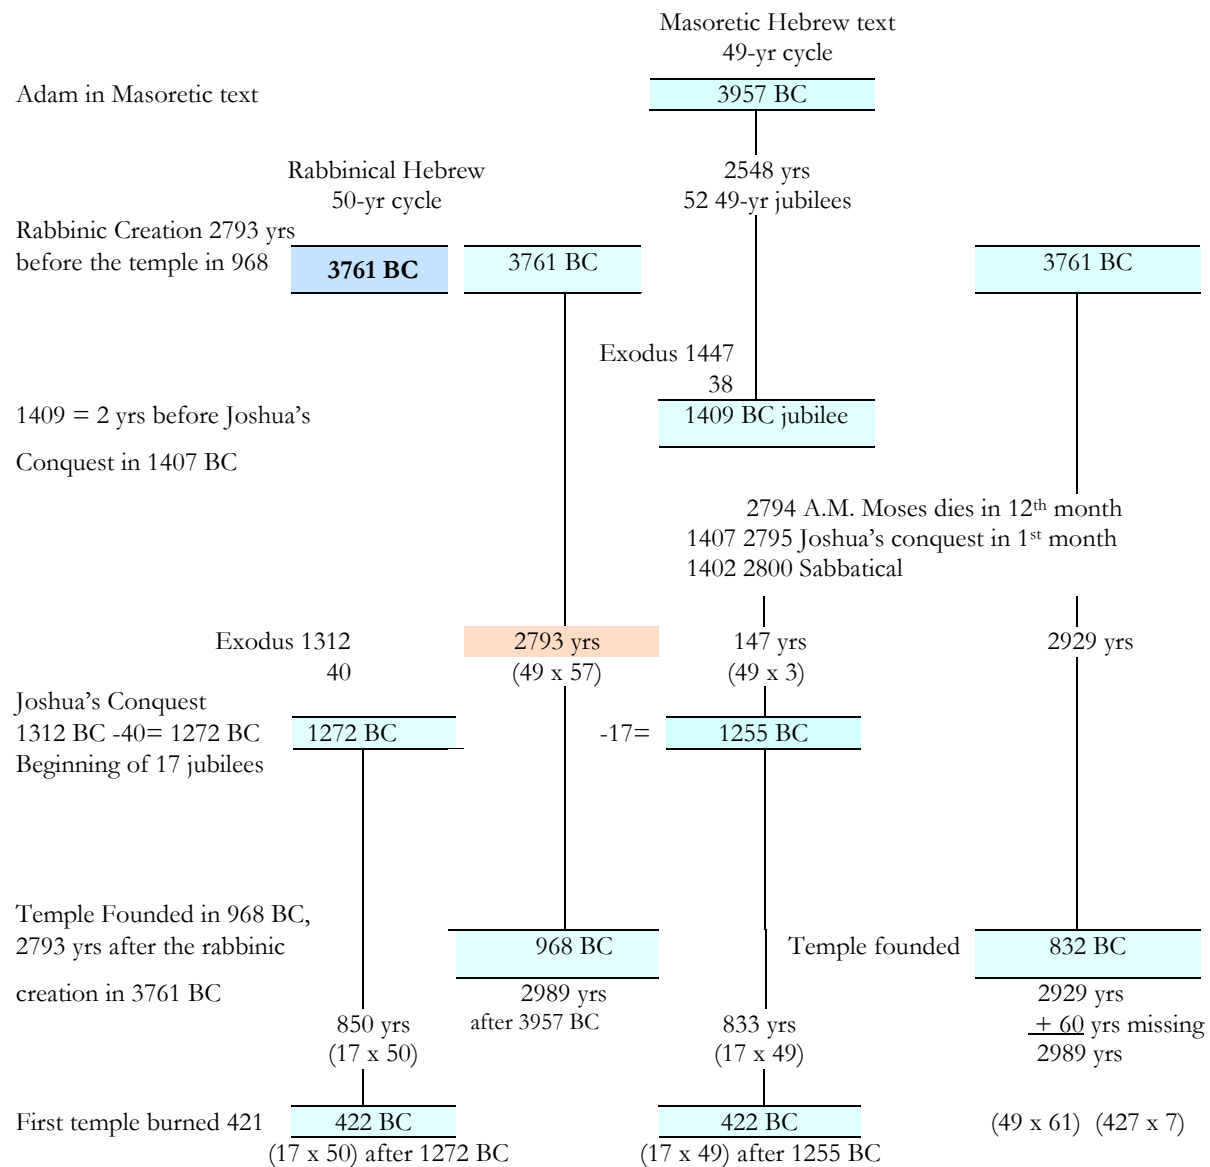 Masoretic Hebrew text
49-yr cycle
Adam in Masoretic text
3957 BC
Rabbinical Hebrew
50-yr cycle
2548 yrs
52 49-yr jubilees
Rabbinic Creation 2793 yrs
before the temple in 968
3761 BC
3761 BC
3761 BC
Exodus 1447
38
1409 = 2 yrs before Joshua's
1409 BC jubilee
Conquest in 1407 BC
2794 A.M. Moses dies in 12th month
1407 2795 Joshua's conquest in 1st month
1402 2800 Sabbatical
Exodus 1312
40
2793 yrs
(49 x 57)
147 yrs
(49 x 3)
2929 yrs
Joshua's Conquest
1312 BC -40= 1272 BC
Beginning of 17 jubilees
1272 BC
-17=
1255 BC
Temple Founded in 968 BC,
2793 yrs after the rabbinic
creation in 3761 BC
968 BC
2989 yrs
after 3957 BC
Temple founded
832 BC
2929 yrs
+ 60 yrs missing
2989 yrs
850 yrs
(17 x 50)
833 yrs
(17 x 49)
First temple burned 421
422 BC
(17 x 50) after 1272 BC
422 BC
(17 x 49) after 1255 BC
(49 x 61) (427 x 7)